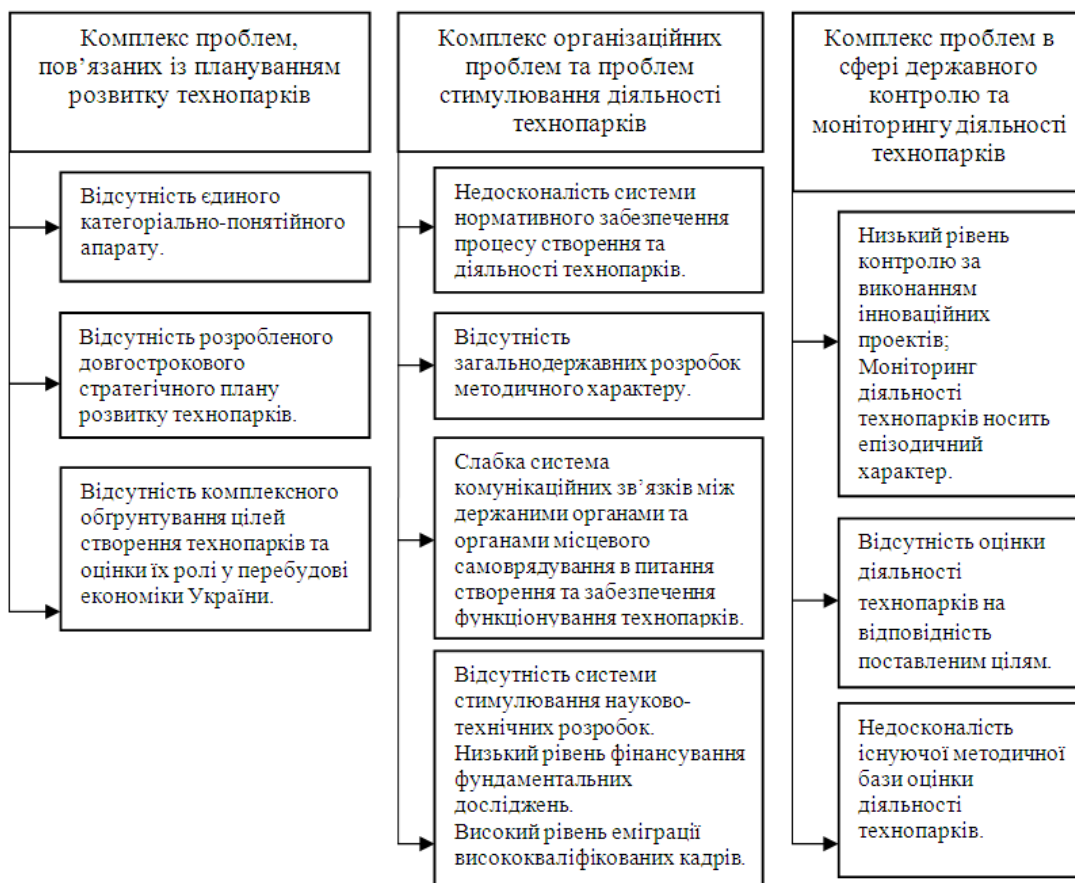 Комплекс проблем,
пов’язаних із плануванням
розвитку технопарків
Відсутність єдиного
категоріально-понятійного
апарату.
Відсутність розробленого
довгострокового
стратегічного плану
розвитку технопарків.
Відсутність комплексного
обґрунтування цілей
створення технопарків та
оцінки їх ролі у перебудові
економіки України.
Комплекс організаційних
проблем та проблем
стимулювання діяльності
технопарків
Недосконалість системи
нормативного забезпечення
процесу створення та
діяльності технопарків.
Відсутність
загальнодержавних розробок
методичного характеру.
Слабка система
комунікаційних зв’язків між
держаними органами та
органами місцевого
самоврядування в питання
створення та забезпечення
функціонування технопарків.
Відсутність системи
стимулювання науково-
технічних розробок.
Низький рівень фінансування
фундаментальних
досліджень.
Високий рівень еміграції
висококваліфікованих кадрів.
Комплекс проблем в
сфері державного
контролю та
моніторингу діяльності
технопарків
Низький рівень
контролю за
виконанням
інноваційних
проектів;
Моніторинг
діяльності
технопарків носить
епізодичний
характер.
Відсутність оцінки
діяльності
технопарків на
відповідність
поставленим цілям.
Недосконалість
існуючої методичної
бази оцінки
діяльності
технопарків.